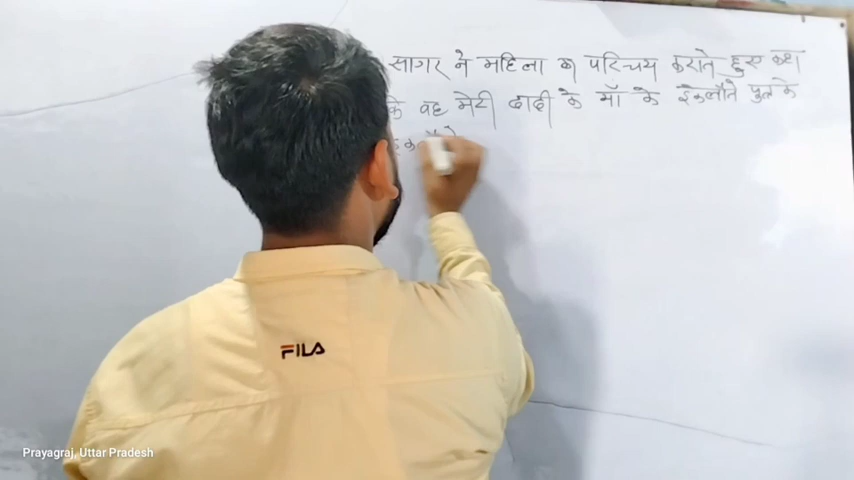 सागर ने महिला का परिचय कराते हुए कहा
कि वह मेरी दादी के माँ के इकलौते पुत्र के
FILA
Prayagraj, Uttar Pradesh